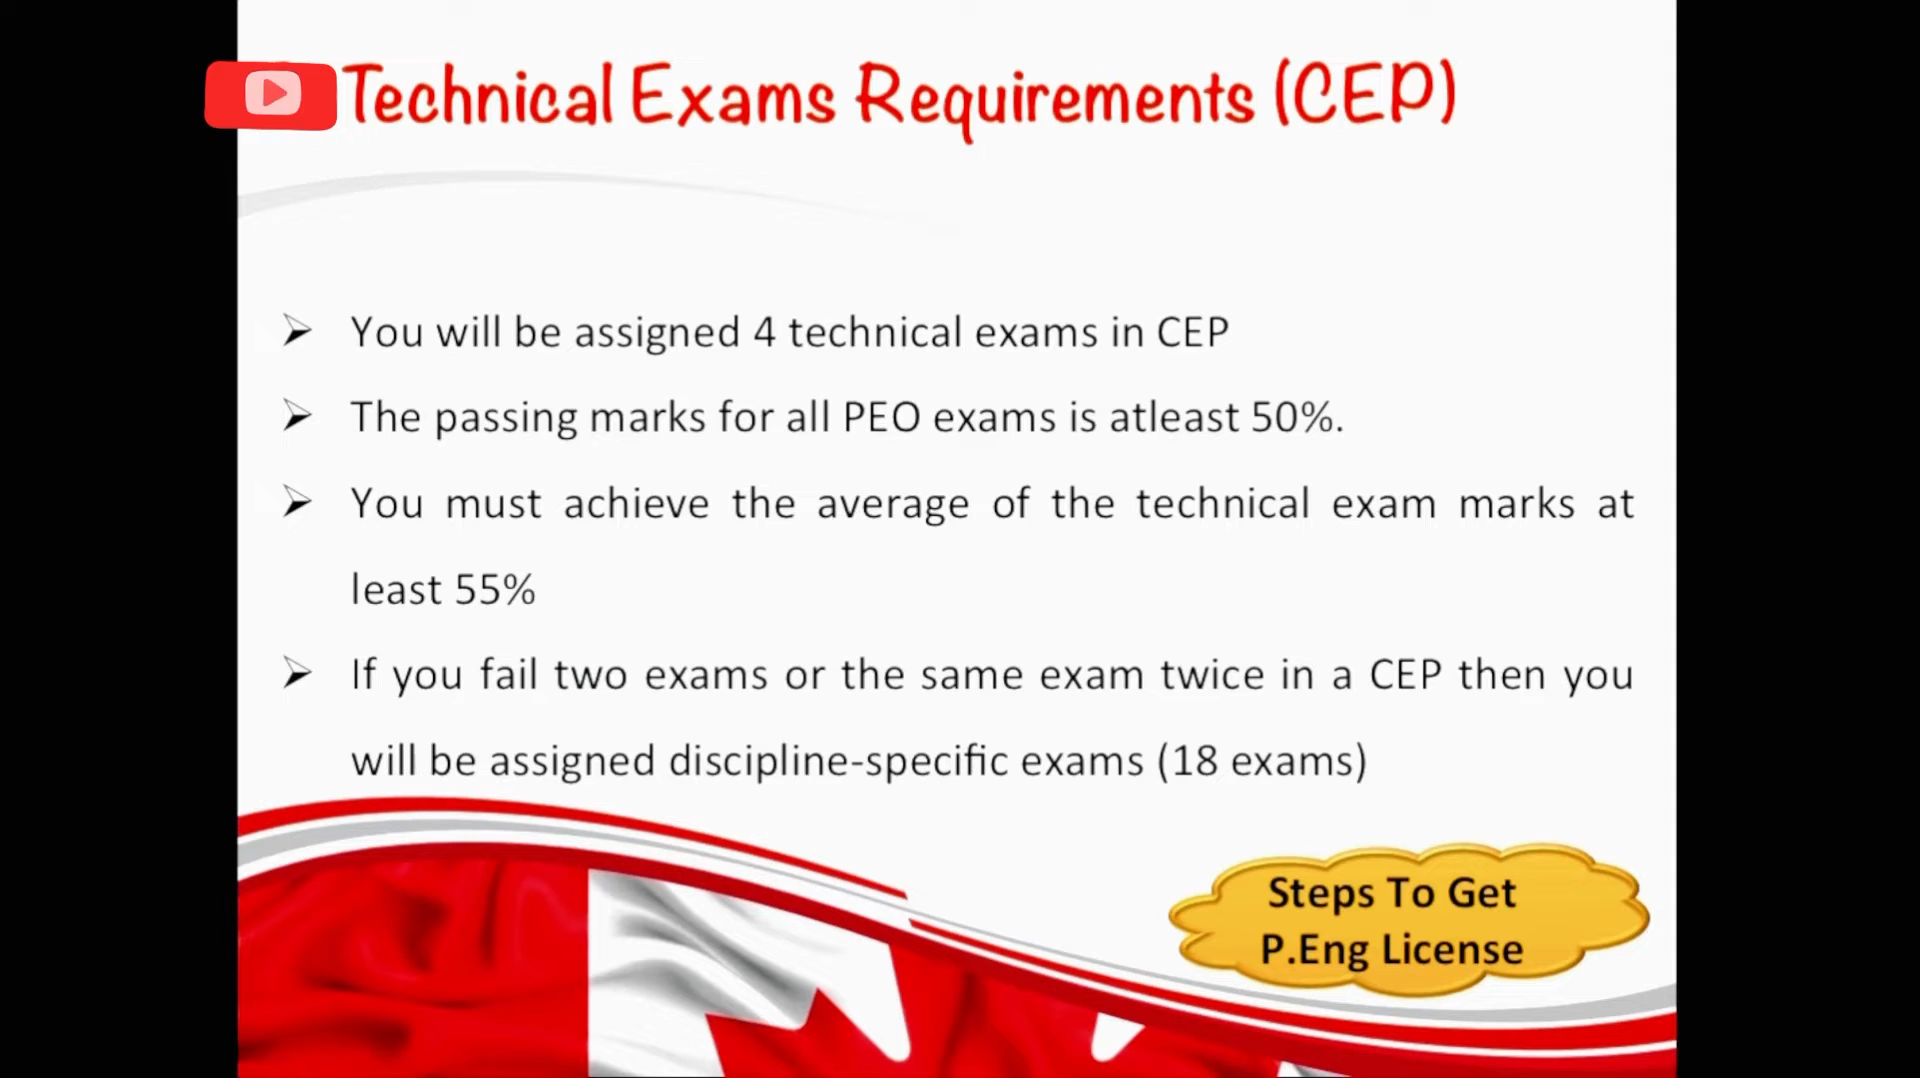 Technical Exams Requirements (CEP)
➢ You will be assigned 4 technical exams in CEP
➢ The passing marks for all PEO exams is atleast 50%.
➢ You must achieve the average of the technical exam marks at
least 55%
➢ If you fail two exams or the same exam twice in a CEP then you
will be assigned discipline-specific exams (18 exams)
Steps To Get
P.Eng License